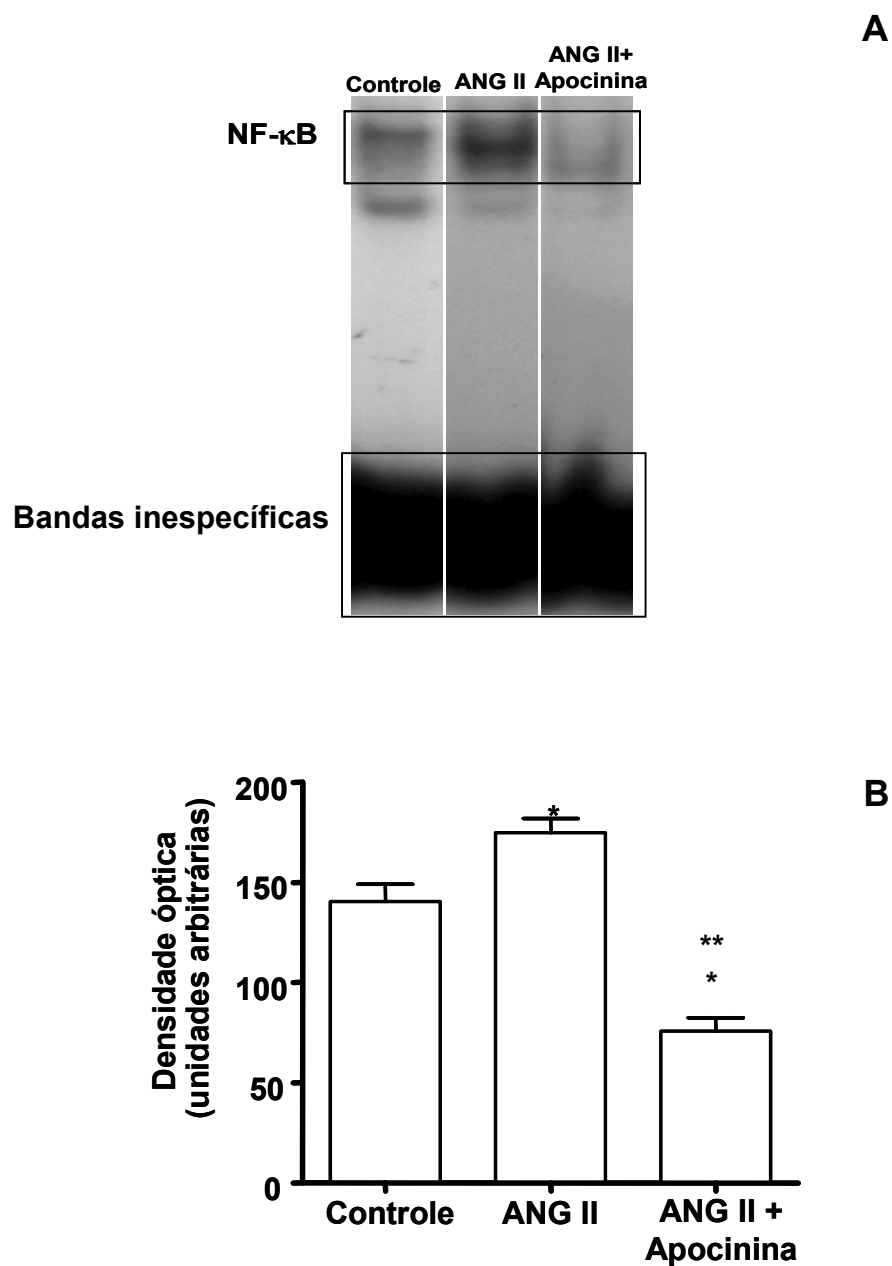 A
Controle
ANG II
ANG II+
Apocinina
NF-κB
Bandas inespecíficas
B
Densidade óptica
(unidades arbitrárias)
200
150
100
50
0
*
**
*
Controle
ANG II
ANG II +
Apocinina